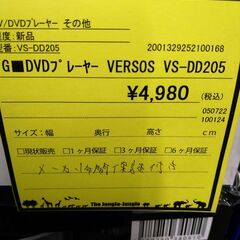 V/DVDプレーヤー その他
程度：新品
型番：VS-DD205 2001329252100168
G■DVDﾌﾟﾚｰﾔｰ VERSOS VS-DD205
¥4,980 (税込)
050722
100124
サイズ：幅 奥行 高さ cm
□現状販売 □1ヶ月保証 □3ヶ月保証 □6ヶ月保証
The Jungle-Jungle